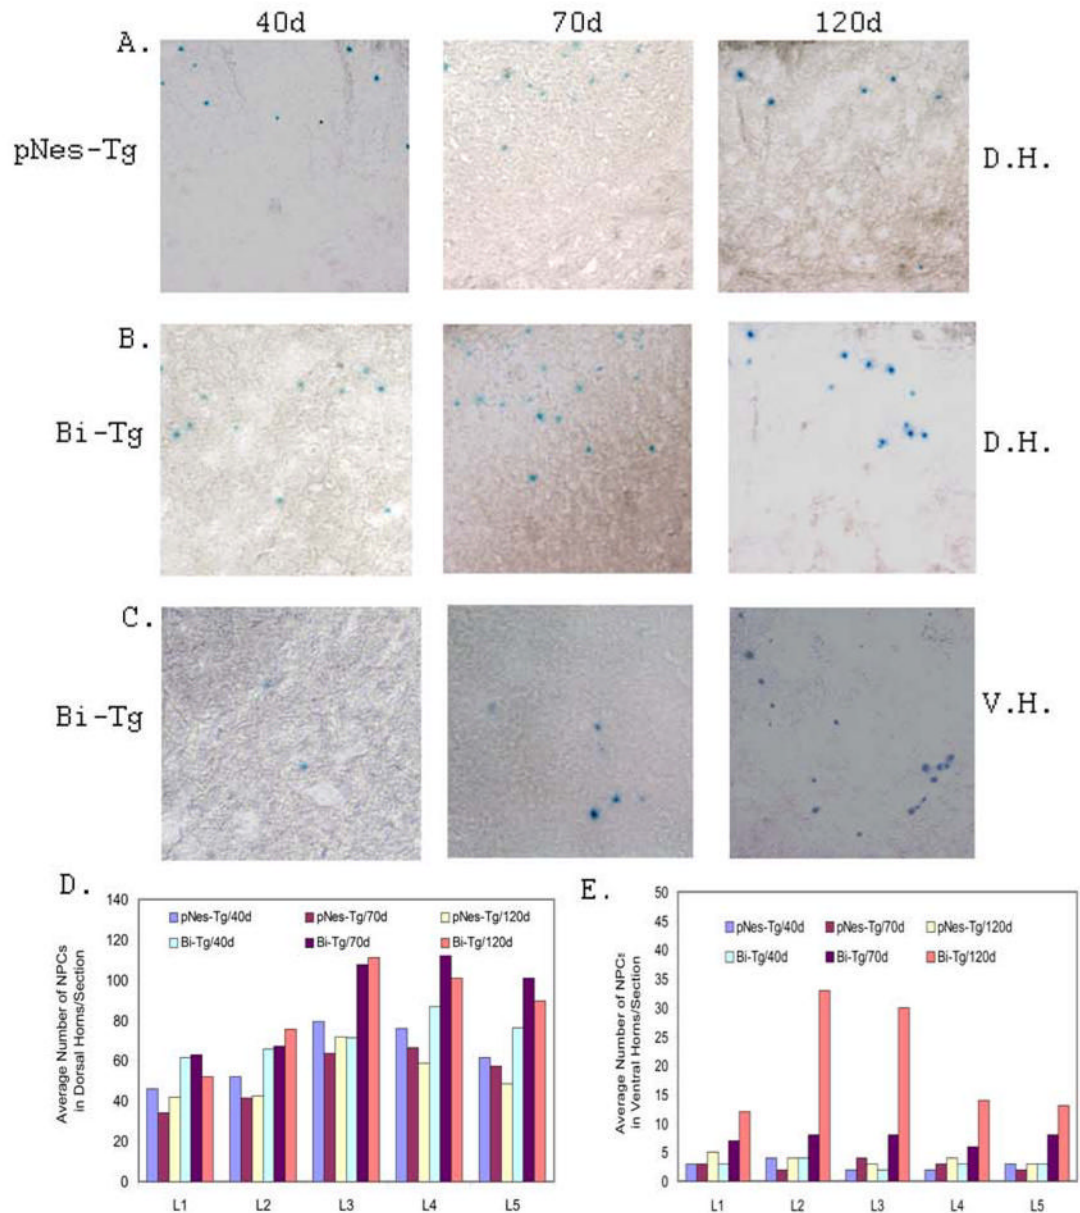 40d 70d 120d
A.
pNes-Tg
D.H.
B.
Bi-Tg
D.H.
C.
Bi-Tg
V.H.
D.
140
120
100
80
60
40
20
0
Average Number of NPCs
in Dorsal Horns/Section
pNes-Tg/40d pNes-Tg/70d pNes-Tg/120d
Bi-Tg/40d Bi-Tg/70d Bi-Tg/120d
L1 L2 L3 L4 L5
E.
50
45
40
35
30
25
20
15
10
5
0
Average Number of NPCs
in Ventral Horns/Section
pNes-Tg/40d pNes-Tg/70d pNes-Tg/120d
Bi-Tg/40d Bi-Tg/70d Bi-Tg/120d
L1 L2 L3 L4 L5